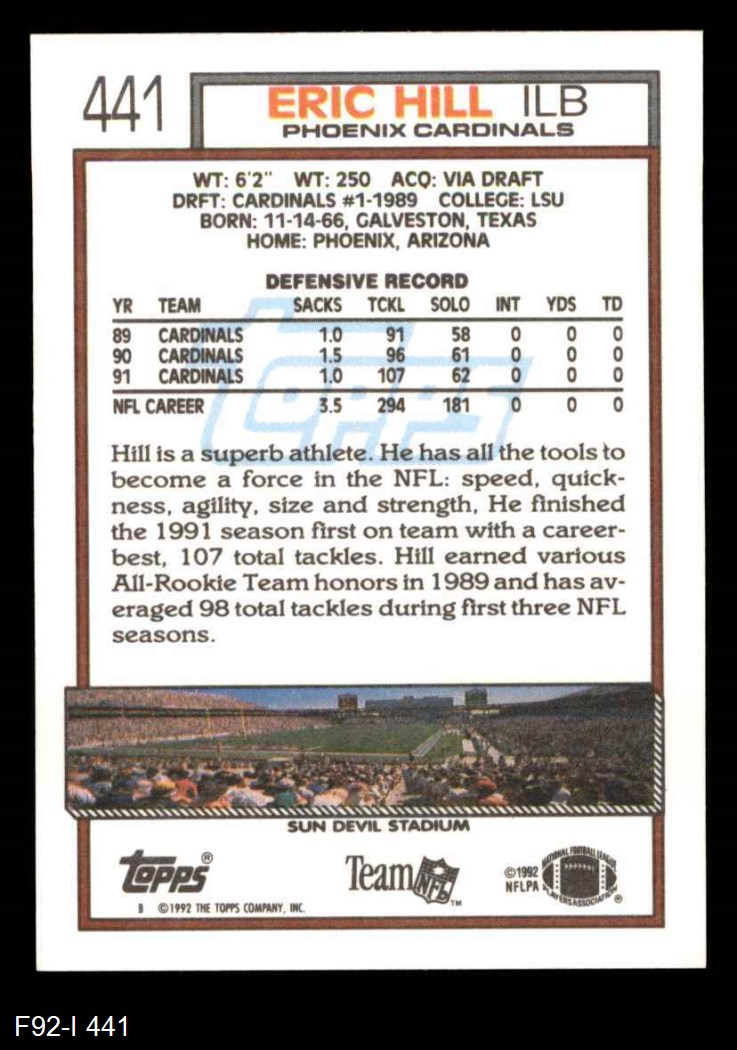 441
ERIC HILL ILB
PHOENIX CARDINALS
WT: 6'2" WT: 250 ACQ: VIA DRAFT
DRFT: CARDINALS #1-1989 COLLEGE: LSU
BORN: 11-14-66, GALVESTON, TEXAS
HOME: PHOENIX, ARIZONA
DEFENSIVE RECORD
YR TEAM SACKS TCKL SOLO INT YDS TD
89 CARDINALS 1.0 91 58 0 0 0
90 CARDINALS 1.5 96 61 0 0 0
91 CARDINALS 1.0 107 62 0 0 0
NFL CAREER 3.5 294 181 0 0 0
TOPPS
Hill is a superb athlete. He has all the tools to
become a force in the NFL: speed, quick-
ness, agility, size and strength, He finished
the 1991 season first on team with a career-
best, 107 total tackles. Hill earned various
All-Rookie Team honors in 1989 and has av-
eraged 98 total tackles during first three NFL
seasons.
SUN DEVIL STADIUM
TOPPS®
Team NFL™
©1992
NFLPA
NATIONAL FOOTBALL LEAGUE
PLAYERS ASSOCIATION®
B ©1992 THE TOPPS COMPANY, INC.
F92-I 441